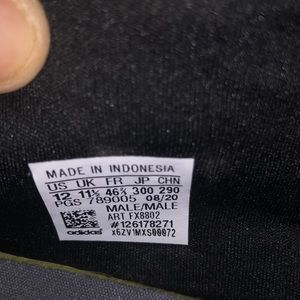 MADE IN INDONESIA
US UK FR JP CHN
12 11½ 46⅔ 300 290
PGS 789005 08/20
MALE/MALE
ART FX8802
#126178271
x6ZV1MXS00072
adidas